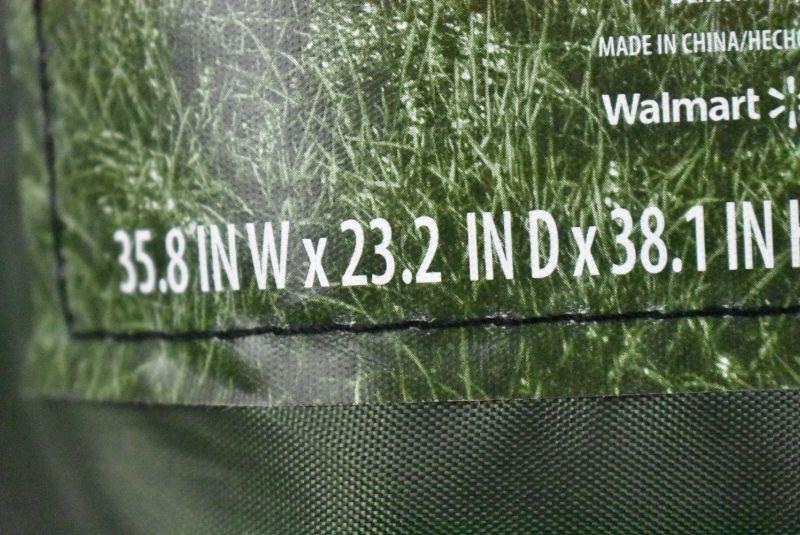 MADE IN CHINA/HECHO
Walmart
35.8 IN W x 23.2 IN D x 38.1 IN H